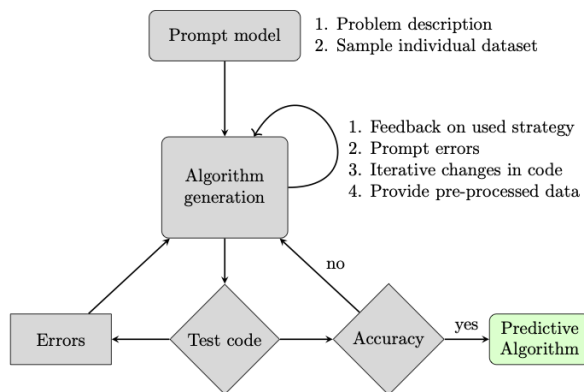 Prompt model
1. Problem description
2. Sample individual dataset
Algorithm
generation
1. Feedback on used strategy
2. Prompt errors
3. Iterative changes in code
4. Provide pre-processed data
no
Errors
Test code
Accuracy
yes
Predictive
Algorithm